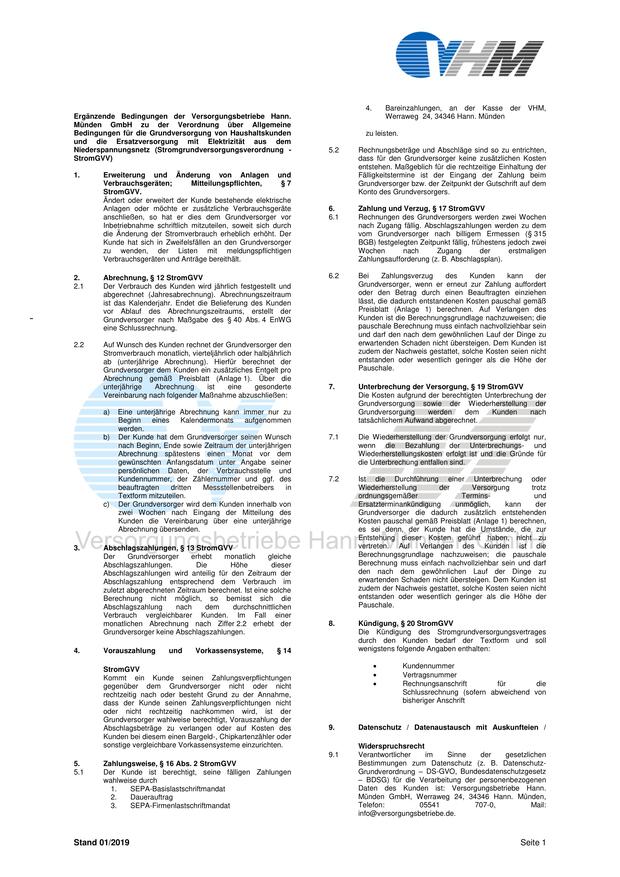 VHM
Ergänzende Bedingungen der Versorgungsbetriebe Hann.
Münden GmbH zu der Verordnung über Allgemeine
Bedingungen für die Grundversorgung von Haushaltskunden
und die Ersatzversorgung mit Elektrizität aus dem
Niederspannungsnetz (Stromgrundversorgungsverordnung -
StromGVV)
1. Erweiterung und Änderung von Anlagen und
Verbrauchsgeräten; Mitteilungspflichten, § 7
StromGVV.
Ändert oder erweitert der Kunde bestehende elektrische
Anlagen oder möchte er zusätzliche Verbrauchsgeräte
anschließen, so hat er dies dem Grundversorger vor
Inbetriebnahme schriftlich mitzuteilen, soweit sich durch
die Änderung der Stromverbrauch erheblich erhöht. Der
Kunde hat sich in Zweifelsfällen an den Grundversorger
zu wenden, der Listen mit meldungspflichtigen
Verbrauchsgeräten und Anträge bereithält.
2. Abrechnung, § 12 StromGVV
2.1 Der Verbrauch des Kunden wird jährlich festgestellt und
abgerechnet (Jahresabrechnung). Abrechnungszeitraum
ist das Kalenderjahr. Endet die Belieferung des Kunden
vor Ablauf des Abrechnungszeitraums, erstellt der
Grundversorger nach Maßgabe des § 40 Abs. 4 EnWG
eine Schlussrechnung.
2.2 Auf Wunsch des Kunden rechnet der Grundversorger den
Stromverbrauch monatlich, vierteljährlich oder halbjährlich
ab (unterjährige Abrechnung). Hierfür berechnet der
Grundversorger dem Kunden ein zusätzliches Entgelt pro
Abrechnung gemäß Preisblatt (Anlage 1). Über die
unterjährige Abrechnung ist eine gesonderte
Vereinbarung nach folgender Maßnahme abzuschließen:
a) Eine unterjährige Abrechnung kann immer nur zu
Beginn eines Kalendermonats aufgenommen
werden.
b) Der Kunde hat dem Grundversorger seinen Wunsch
nach Beginn, Ende sowie Zeitraum der unterjährigen
Abrechnung spätestens einen Monat vor dem
gewünschten Anfangsdatum unter Angabe seiner
persönlichen Daten, der Verbrauchsstelle und
Kundennummer, der Zählernummer und ggf. des
beauftragten dritten Messstellenbetreibers in
Textform mitzuteilen.
c) Der Grundversorger wird dem Kunden innerhalb von
zwei Wochen nach Eingang der Mitteilung des
Kunden die Vereinbarung über eine unterjährige
Abrechnung übersenden.
3. Abschlagszahlungen, § 13 StromGVV
Der Grundversorger erhebt monatlich gleiche
Abschlagszahlungen. Die Höhe dieser
Abschlagszahlungen wird anteilig für den Zeitraum der
Abschlagszahlung entsprechend dem Verbrauch im
zuletzt abgerechneten Zeitraum berechnet. Ist eine solche
Berechnung nicht möglich, so bemisst sich die
Abschlagszahlung nach dem durchschnittlichen
Verbrauch vergleichbarer Kunden. Im Fall einer
monatlichen Abrechnung nach Ziffer 2.2 erhebt der
Grundversorger keine Abschlagszahlungen.
4. Vorauszahlung und Vorkassensysteme, § 14
StromGVV
Kommt ein Kunde seinen Zahlungsverpflichtungen
gegenüber dem Grundversorger nicht oder nicht
rechtzeitig nach oder besteht Grund zu der Annahme,
dass der Kunde seinen Zahlungsverpflichtungen nicht
oder nicht rechtzeitig nachkommen wird, ist der
Grundversorger wahlweise berechtigt, Vorauszahlung der
Abschlagsbeträge zu verlangen oder auf Kosten des
Kunden bei diesem einen Bargeld-, Chipkartenzähler oder
sonstige vergleichbare Vorkassensysteme einzurichten.
5. Zahlungsweise, § 16 Abs. 2 StromGVV
5.1 Der Kunde ist berechtigt, seine fälligen Zahlungen
wahlweise durch
1. SEPA-Basislastschriftmandat
2. Dauerauftrag
3. SEPA-Firmenlastschriftmandat
4. Bareinzahlungen, an der Kasse der VHM,
Werraweg 24, 34346 Hann. Münden
zu leisten.
5.2 Rechnungsbeträge und Abschläge sind so zu entrichten,
dass für den Grundversorger keine zusätzlichen Kosten
entstehen. Maßgeblich für die rechtzeitige Einhaltung der
Fälligkeitstermine ist der Eingang der Zahlung beim
Grundversorger bzw. der Zeitpunkt der Gutschrift auf dem
Konto des Grundversorgers.
6. Zahlung und Verzug, § 17 StromGVV
6.1 Rechnungen des Grundversorgers werden zwei Wochen
nach Zugang fällig. Abschlagszahlungen werden zu dem
vom Grundversorger nach billigem Ermessen (§ 315
BGB) festgelegten Zeitpunkt fällig, frühestens jedoch zwei
Wochen nach Zugang der erstmaligen
Zahlungsaufforderung (z. B. Abschlagsplan).
6.2 Bei Zahlungsverzug des Kunden kann der
Grundversorger, wenn er erneut zur Zahlung auffordert
oder den Betrag durch einen Beauftragten einziehen
lässt, die dadurch entstandenen Kosten pauschal gemäß
Preisblatt (Anlage 1) berechnen. Auf Verlangen des
Kunden ist die Berechnungsgrundlage nachzuweisen; die
pauschale Berechnung muss einfach nachvollziehbar sein
und darf den nach dem gewöhnlichen Lauf der Dinge zu
erwartenden Schaden nicht übersteigen. Dem Kunden ist
zudem der Nachweis gestattet, solche Kosten seien nicht
entstanden oder wesentlich geringer als die Höhe der
Pauschale.
7. Unterbrechung der Versorgung, § 19 StromGVV
Die Kosten aufgrund der berechtigten Unterbrechung der
Grundversorgung sowie der Wiederherstellung der
Grundversorgung werden dem Kunden nach
tatsächlichem Aufwand abgerechnet.
7.1 Die Wiederherstellung der Grundversorgung erfolgt nur,
wenn die Bezahlung der Unterbrechungs- und
Wiederherstellungskosten erfolgt ist und die Gründe für
die Unterbrechung entfallen sind.
7.2 Ist die Durchführung einer Unterbrechung oder
Wiederherstellung der Versorgung trotz
ordnungsgemäßer Termins- und
Ersatzterminankündigung unmöglich, kann der
Grundversorger die dadurch zusätzlich entstehenden
Kosten pauschal gemäß Preisblatt (Anlage 1) berechnen,
es sei denn, der Kunde hat die Umstände, die zur
Entstehung dieser Kosten geführt haben, nicht zu
vertreten. Auf Verlangen des Kunden ist die
Berechnungsgrundlage nachzuweisen; die pauschale
Berechnung muss einfach nachvollziehbar sein und darf
den nach dem gewöhnlichen Lauf der Dinge zu
erwartenden Schaden nicht übersteigen. Dem Kunden ist
zudem der Nachweis gestattet, solche Kosten seien nicht
entstanden oder wesentlich geringer als die Höhe der
Pauschale.
8. Kündigung, § 20 StromGVV
Die Kündigung des Stromgrundversorgungsvertrages
durch den Kunden bedarf der Textform und soll
wenigstens folgende Angaben enthalten:
• Kundennummer
• Vertragsnummer
• Rechnungsanschrift für die
Schlussrechnung (sofern abweichend von
bisheriger Anschrift
9. Datenschutz / Datenaustausch mit Auskunfteien /
Widerspruchsrecht
9.1 Verantwortlicher im Sinne der gesetzlichen
Bestimmungen zum Datenschutz (z. B. Datenschutz-
Grundverordnung – DS-GVO, Bundesdatenschutzgesetz
– BDSG) für die Verarbeitung der personenbezogenen
Daten des Kunden ist: Versorgungsbetriebe Hann.
Münden GmbH, Werraweg 24, 34346 Hann. Münden,
Telefon: 05541 707-0, Mail:
info@versorgungsbetriebe.de.
Stand 01/2019 Seite 1